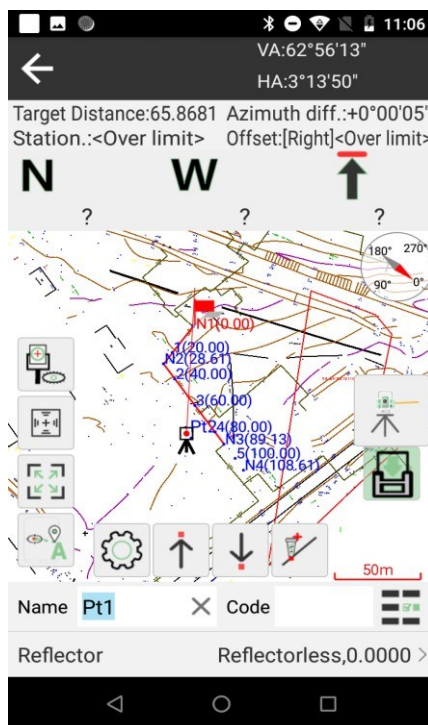 11:06
VA:62°56'13"
HA:3°13'50"
Target Distance:65.8681 Azimuth diff.:+0°00'05"
Station.:<Over limit> Offset:[Right]<Over limit>
N W
? ? ?
180° 270°
90° 0°
N1(0.00)
1(20.00)
N2(28.61)
2(40.00)
3(60.00)
Pt24(80.00)
N3(89.13)
5(100.00)
N4(108.61)
A
50m
Name Pt1 Code
Reflector Reflectorless,0.0000